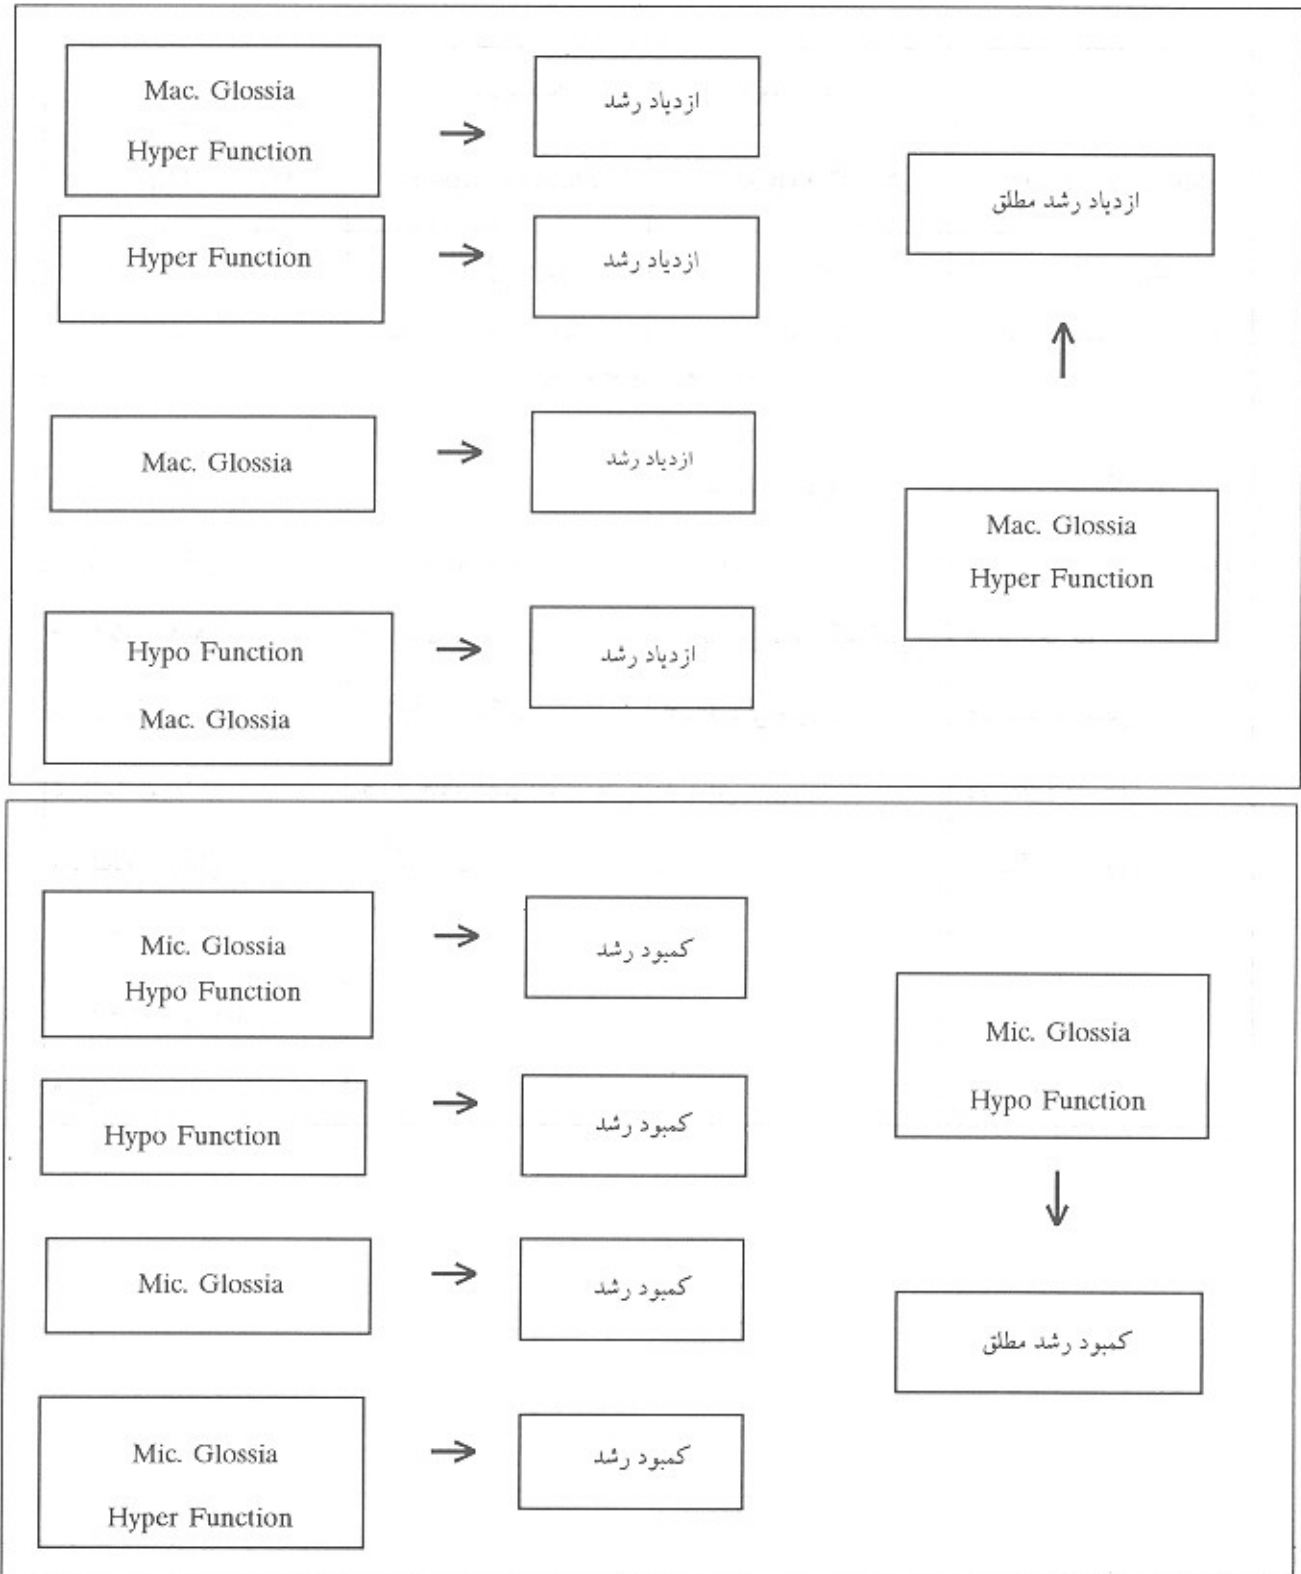 Mac. Glossia
Hyper Function
ازدیاد رشد
Hyper Function
ازدیاد رشد
ازدیاد رشد مطلق
Mac. Glossia
ازدیاد رشد
Mac. Glossia
Hyper Function
Hypo Function
Mac. Glossia
ازدیاد رشد
Mic. Glossia
Hypo Function
کمبود رشد
Mic. Glossia
Hypo Function
Hypo Function
کمبود رشد
Mic. Glossia
کمبود رشد
کمبود رشد مطلق
Mic. Glossia
Hyper Function
کمبود رشد